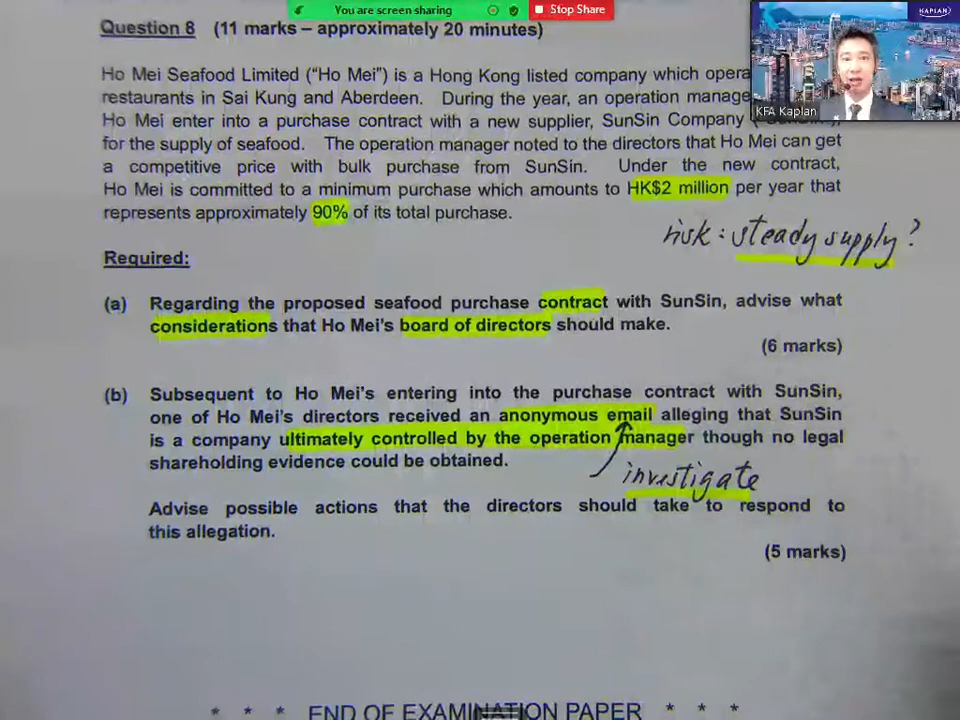 You are screen sharing
Stop Share
KAPLAN
KFA Kaplan
Question 8 (11 marks – approximately 20 minutes)
Ho Mei Seafood Limited ("Ho Mei") is a Hong Kong listed company which
restaurants in Sai Kung and Aberdeen. During the year, an operation
Ho Mei enter into a purchase contract with a new supplier, SunSin Company
for the supply of seafood. The operation manager noted to the directors that Ho Mei can get
a competitive price with bulk purchase from SunSin. Under the new contract,
Ho Mei is committed to a minimum purchase which amounts to HK$2 million per year that
represents approximately 90% of its total purchase.
risk : steady supply ?
Required:
(a) Regarding the proposed seafood purchase contract with SunSin, advise what
considerations that Ho Mei's board of directors should make.
(6 marks)
(b) Subsequent to Ho Mei's entering into the purchase contract with SunSin,
one of Ho Mei's directors received an anonymous email alleging that SunSin
is a company ultimately controlled by the operation manager though no legal
shareholding evidence could be obtained.
investigate
Advise possible actions that the directors should take to respond to
this allegation.
(5 marks)
* * * END OF EXAMINATION PAPER * * *